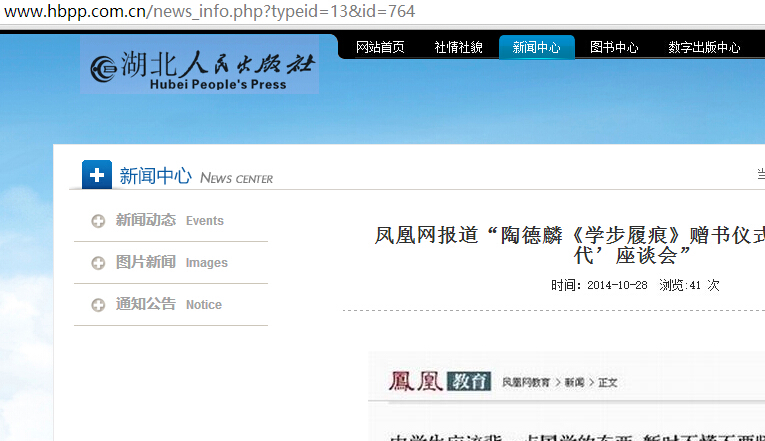 www.hbpp.com.cn/news_info.php?typeid=13&id=764
湖北人民出版社
Hubei People's Press
网站首页 社情社貌 新闻中心 图书中心 数字出版中心
新闻中心 NEWS CENTER
新闻动态 Events
图片新闻 Images
通知公告 Notice
凤凰网报道“陶德麟《学步履痕》赠书仪式
代’座谈会”
时间：2014-10-28 浏览:41 次
鳳凰 教育 凤凰网教育 > 新闻 > 正文